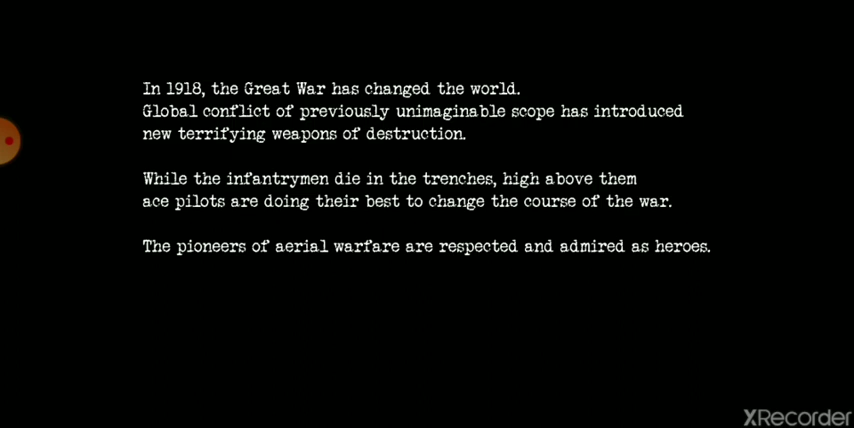 In 1918, the Great War has changed the world.
Global conflict of previously unimaginable scope has introduced
new terrifying weapons of destruction.
While the infantrymen die in the trenches, high above them
ace pilots are doing their best to change the course of the war.
The pioneers of aerial warfare are respected and admired as heroes.
XRecorder